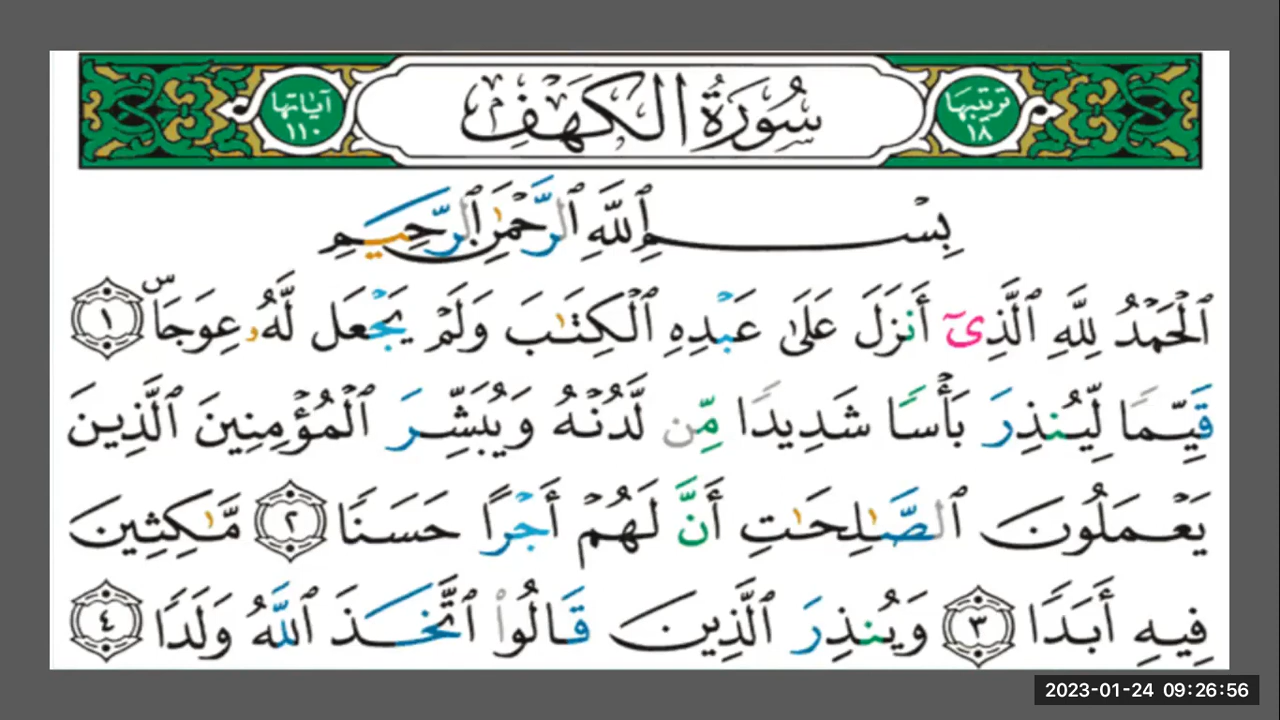 ترتيبها ١٨ سُورَةُ الكَهْفِ آياتها ١١٠
بِسْمِ ٱللَّهِ ٱلرَّحْمَٰنِ ٱلرَّحِيمِ
ٱلْحَمْدُ لِلَّهِ ٱلَّذِىٓ أَنزَلَ عَلَىٰ عَبْدِهِ ٱلْكِتَٰبَ وَلَمْ يَجْعَل لَّهُۥ عِوَجَاۜ ١
قَيِّمًا لِّيُنذِرَ بَأْسًا شَدِيدًا مِّن لَّدُنْهُ وَيُبَشِّرَ ٱلْمُؤْمِنِينَ ٱلَّذِينَ
يَعْمَلُونَ ٱلصَّٰلِحَٰتِ أَنَّ لَهُمْ أَجْرًا حَسَنًا ٢ مَّٰكِثِينَ
فِيهِ أَبَدًا ٣ وَيُنذِرَ ٱلَّذِينَ قَالُوا۟ ٱتَّخَذَ ٱللَّهُ وَلَدًا ٤
2023-01-24 09:26:56